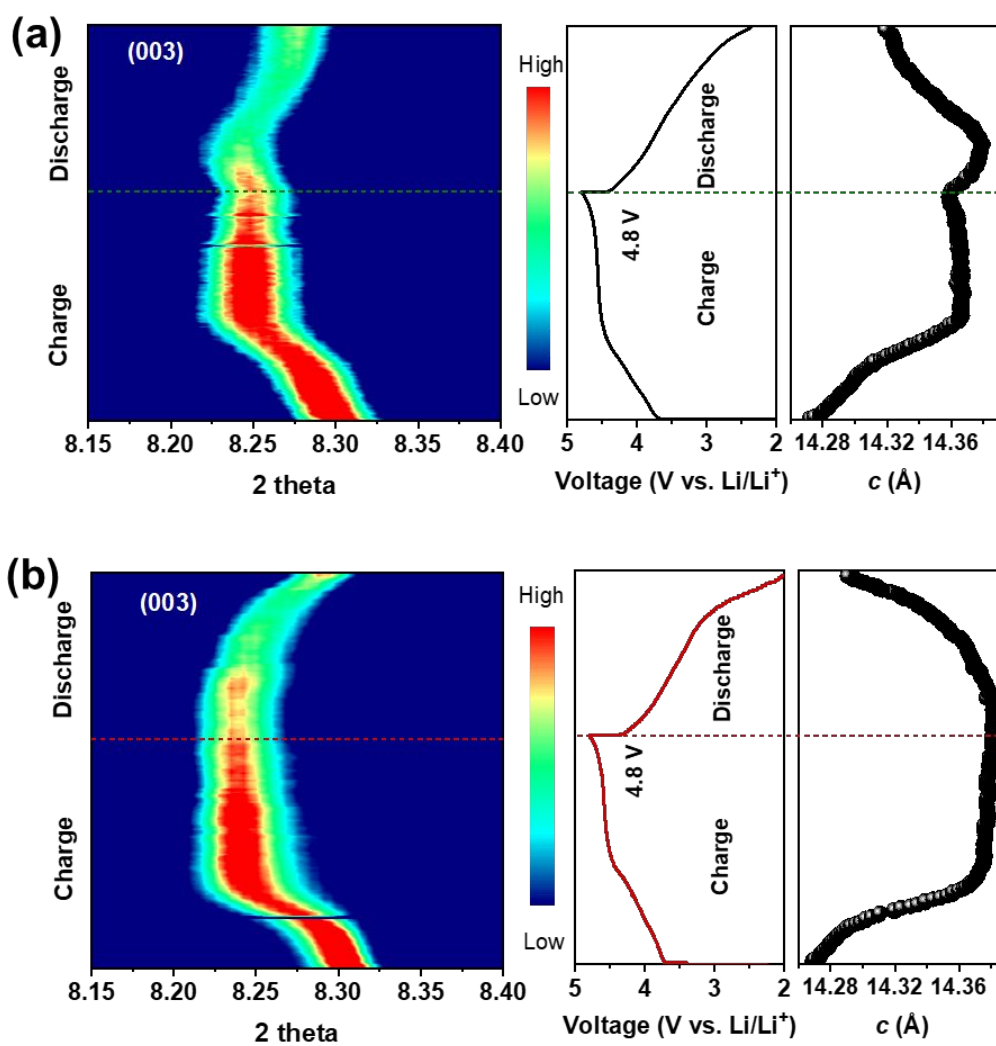 (a)
(003)
Discharge
Charge
High
Low
8.15 8.20 8.25 8.30 8.35 8.40
2 theta
Discharge
4.8 V
Charge
5 4 3 2
Voltage (V vs. Li/Li⁺)
14.28 14.32 14.36
c (Å)
(b)
(003)
Discharge
Charge
High
Low
8.15 8.20 8.25 8.30 8.35 8.40
2 theta
Discharge
4.8 V
Charge
5 4 3 2
Voltage (V vs. Li/Li⁺)
14.28 14.32 14.36
c (Å)